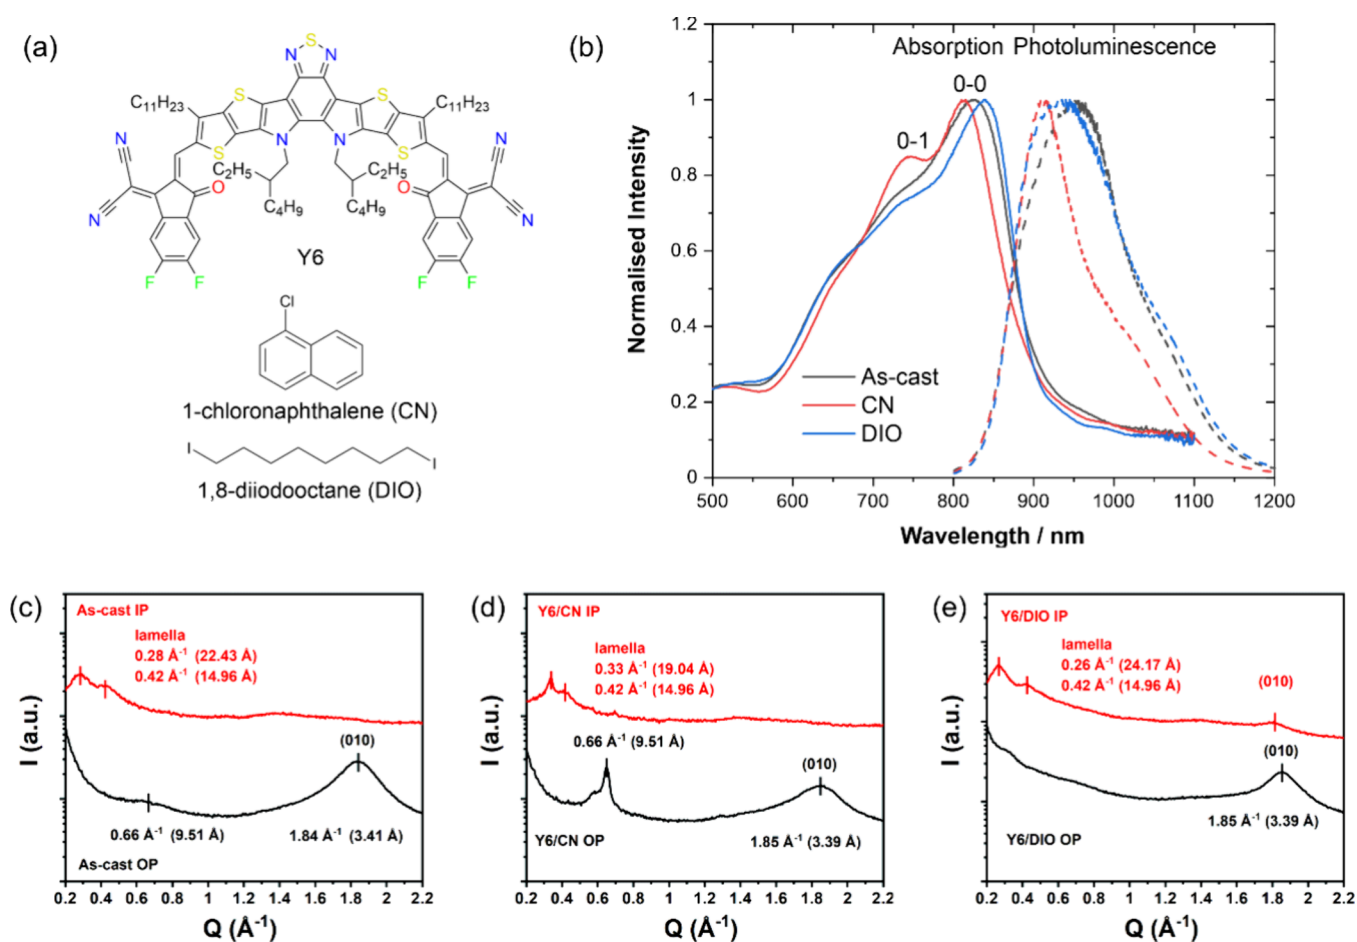 (a)
S
N N
C₁₁H₂₃ S S C₁₁H₂₃
N N N N
S S
C₂H₅ C₂H₅
O O
N N
C₄H₉ C₄H₉
Y6
F F F F
Cl
1-chloronaphthalene (CN)
I I
1,8-diiodooctane (DIO)
(b)
Absorption Photoluminescence
0-0
0-1
As-cast
CN
DIO
Normalised Intensity
1.2
1
0.8
0.6
0.4
0.2
0
500 600 700 800 900 1000 1100 1200
Wavelength / nm
(c)
As-cast IP
lamella
0.28 Å⁻¹ (22.43 Å)
0.42 Å⁻¹ (14.96 Å)
(010)
0.66 Å⁻¹ (9.51 Å) 1.84 Å⁻¹ (3.41 Å)
As-cast OP
I (a.u.)
0.2 0.4 0.6 0.8 1 1.2 1.4 1.6 1.8 2 2.2
Q (Å⁻¹)
(d)
Y6/CN IP
lamella
0.33 Å⁻¹ (19.04 Å)
0.42 Å⁻¹ (14.96 Å)
0.66 Å⁻¹ (9.51 Å)
(010)
1.85 Å⁻¹ (3.39 Å)
Y6/CN OP
I (a.u.)
0.2 0.4 0.6 0.8 1 1.2 1.4 1.6 1.8 2 2.2
Q (Å⁻¹)
(e)
Y6/DIO IP
lamella
0.26 Å⁻¹ (24.17 Å)
0.42 Å⁻¹ (14.96 Å)
(010)
(010)
1.85 Å⁻¹ (3.39 Å)
Y6/DIO OP
I (a.u.)
0.2 0.4 0.6 0.8 1 1.2 1.4 1.6 1.8 2 2.2
Q (Å⁻¹)